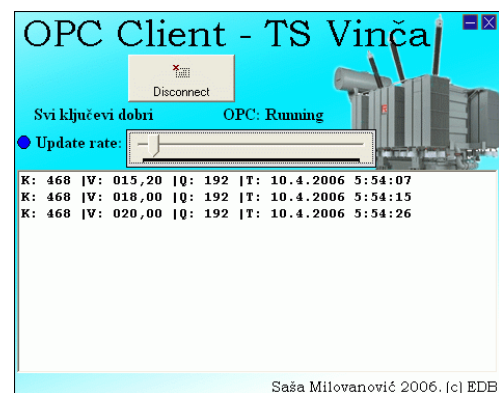 OPC Client - TS Vinča
Disconnect
Svi ključevi dobri OPC: Running
Update rate:
K: 468 |V: 015,20 |Q: 192 |T: 10.4.2006 5:54:07
K: 468 |V: 018,00 |Q: 192 |T: 10.4.2006 5:54:15
K: 468 |V: 020,00 |Q: 192 |T: 10.4.2006 5:54:26
Saša Milovanović 2006. [c] EDB